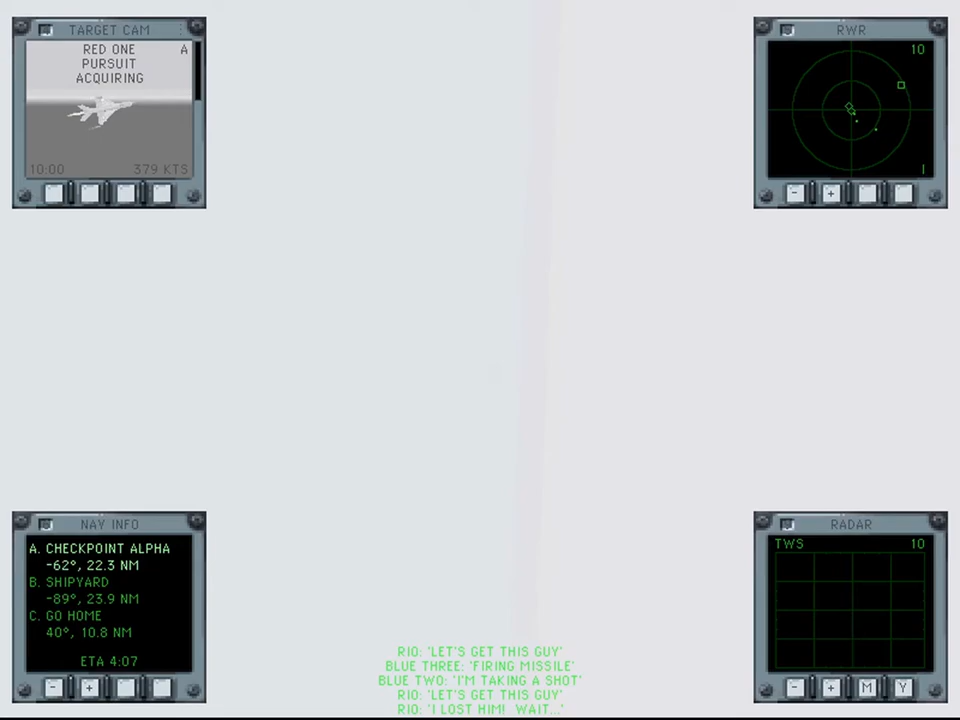 TARGET CAM
RED ONE A
PURSUIT
ACQUIRING
10:00 379 KTS
RWR
10
1
- +
NAV INFO
A. CHECKPOINT ALPHA
-62°, 22.3 NM
B. SHIPYARD
-89°, 23.9 NM
C. GO HOME
40°, 10.8 NM
ETA 4:07
- +
RIO: 'LET'S GET THIS GUY'
BLUE THREE: 'FIRING MISSILE'
BLUE TWO: 'I'M TAKING A SHOT'
RIO: 'LET'S GET THIS GUY'
RIO: 'I LOST HIM! WAIT...'
RADAR
TWS 10
- + M Y